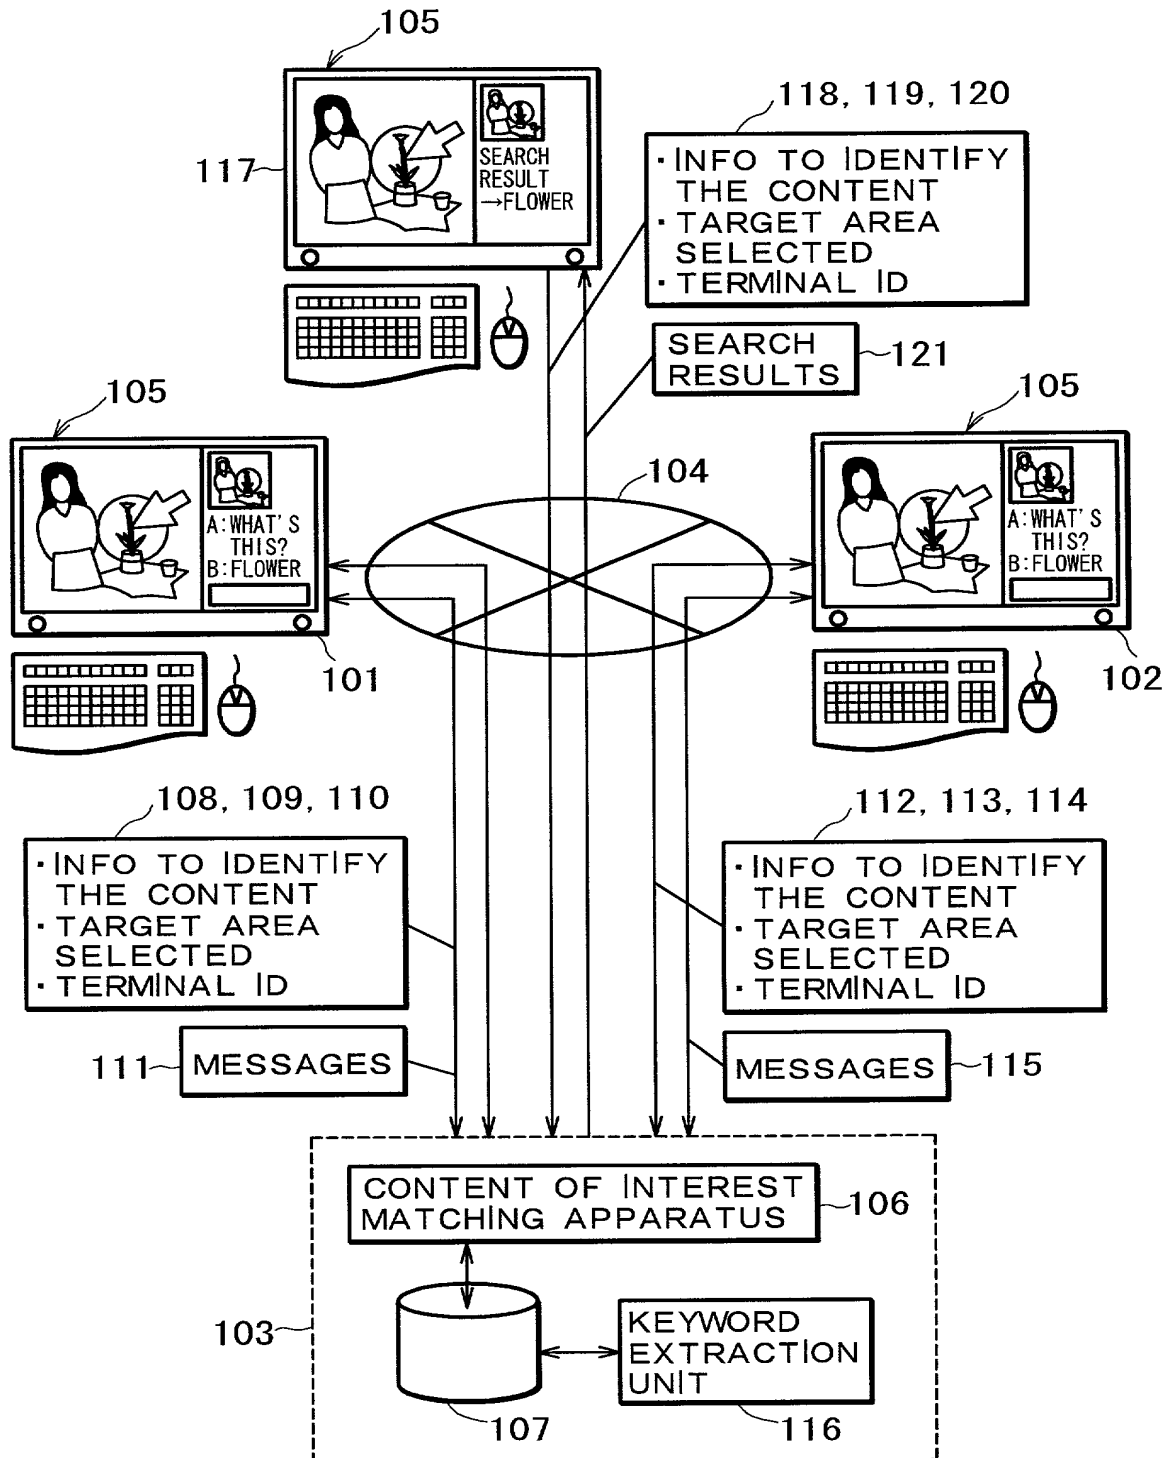 105
117
SEARCH
RESULT
→FLOWER
118, 119, 120
· INFO TO IDENTIFY
THE CONTENT
· TARGET AREA
SELECTED
· TERMINAL ID
SEARCH
RESULTS
121
105
A:WHAT'S
THIS?
B:FLOWER
101
104
105
A:WHAT'S
THIS?
B:FLOWER
102
108, 109, 110
· INFO TO IDENTIFY
THE CONTENT
· TARGET AREA
SELECTED
· TERMINAL ID
112, 113, 114
· INFO TO IDENTIFY
THE CONTENT
· TARGET AREA
SELECTED
· TERMINAL ID
111
MESSAGES
MESSAGES
115
CONTENT OF INTEREST
MATCHING APPARATUS
106
103
107
KEYWORD
EXTRACTION
UNIT
116